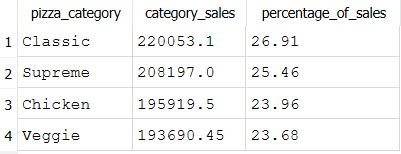 pizza_category category_sales percentage_of_sales
1 Classic 220053.1 26.91
2 Supreme 208197.0 25.46
3 Chicken 195919.5 23.96
4 Veggie 193690.45 23.68